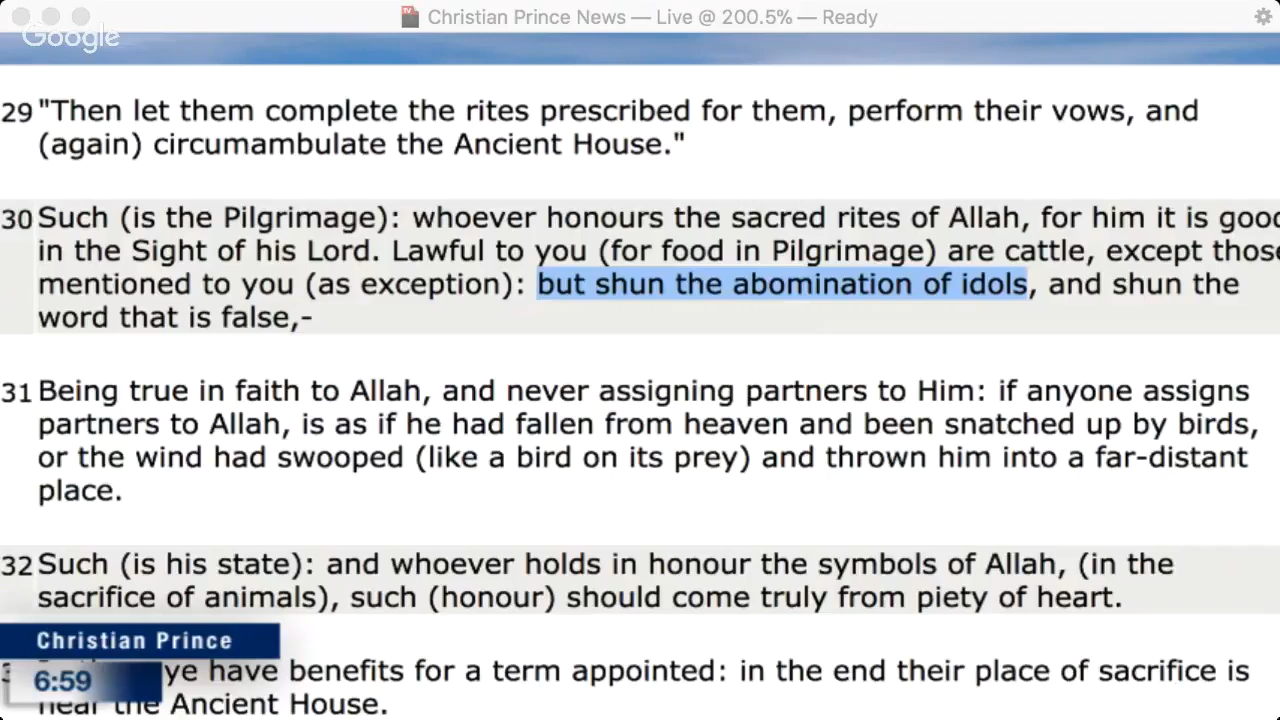 Christian Prince News — Live @ 200.5% — Ready
Google
29 "Then let them complete the rites prescribed for them, perform their vows, and
(again) circumambulate the Ancient House."
30 Such (is the Pilgrimage): whoever honours the sacred rites of Allah, for him it is good
in the Sight of his Lord. Lawful to you (for food in Pilgrimage) are cattle, except those
mentioned to you (as exception): but shun the abomination of idols, and shun the
word that is false,-
31 Being true in faith to Allah, and never assigning partners to Him: if anyone assigns
partners to Allah, is as if he had fallen from heaven and been snatched up by birds,
or the wind had swooped (like a bird on its prey) and thrown him into a far-distant
place.
32 Such (is his state): and whoever holds in honour the symbols of Allah, (in the
sacrifice of animals), such (honour) should come truly from piety of heart.
Christian Prince
ye have benefits for a term appointed: in the end their place of sacrifice is
6:59
near the Ancient House.